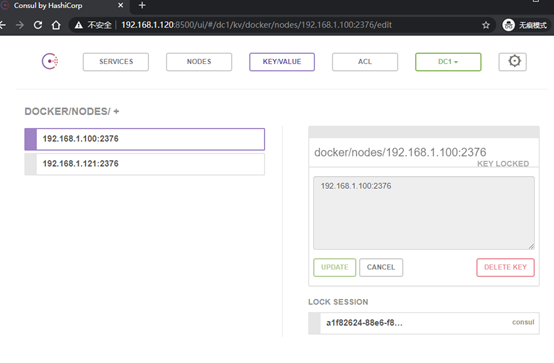 Consul by HashiCorp
不安全 192.168.1.120:8500/ui/#/dc1/kv/docker/nodes/192.168.1.100:2376/edit
无痕模式
SERVICES NODES KEY/VALUE ACL DC1
DOCKER/NODES/ +
192.168.1.100:2376
192.168.1.121:2376
docker/nodes/192.168.1.100:2376
KEY LOCKED
192.168.1.100:2376
UPDATE CANCEL DELETE KEY
LOCK SESSION
a1f82624-88e6-f8... consul